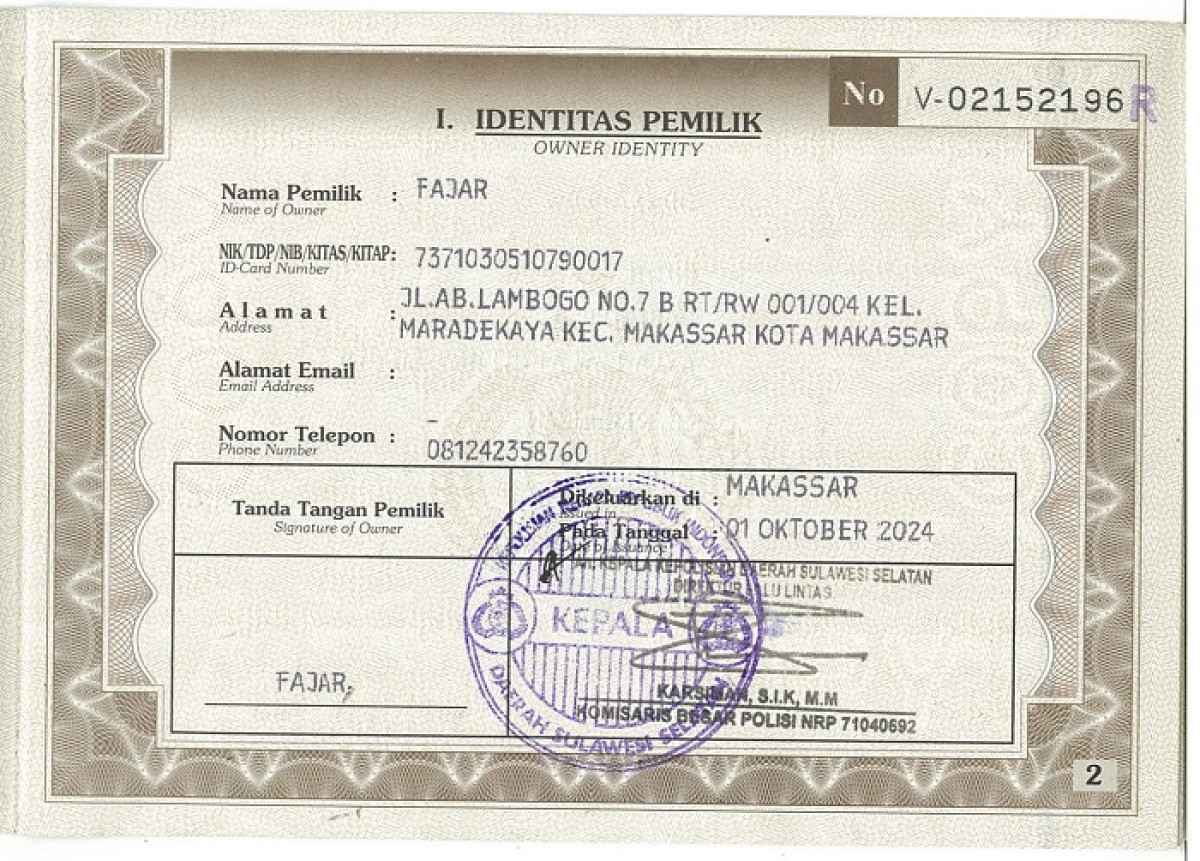 No V-02152196 R
I. IDENTITAS PEMILIK
OWNER IDENTITY
Nama Pemilik : FAJAR
Name of Owner
NIK/TDP/NIB/KITAS/KITAP: 7371030510790017
ID-Card Number
Alamat : JL.AB.LAMBOGO NO.7 B RT/RW 001/004 KEL.
Address
MARADEKAYA KEC. MAKASSAR KOTA MAKASSAR
Alamat Email :
Email Address
-
Nomor Telepon : 081242358760
Phone Number
Tanda Tangan Pemilik
Signature of Owner
Dikeluarkan di : MAKASSAR
Issued in
Pada Tanggal : 01 OKTOBER 2024
Date of Issuance
KEPALA KEPOLISIAN DAERAH SULAWESI SELATAN
DIREKTUR LALU LINTAS
KEPALA
DAERAH SULAWESI SELATAN
FAJAR,
KARSIMAN, S.I.K, M.M
KOMISARIS BESAR POLISI NRP 71040692
2